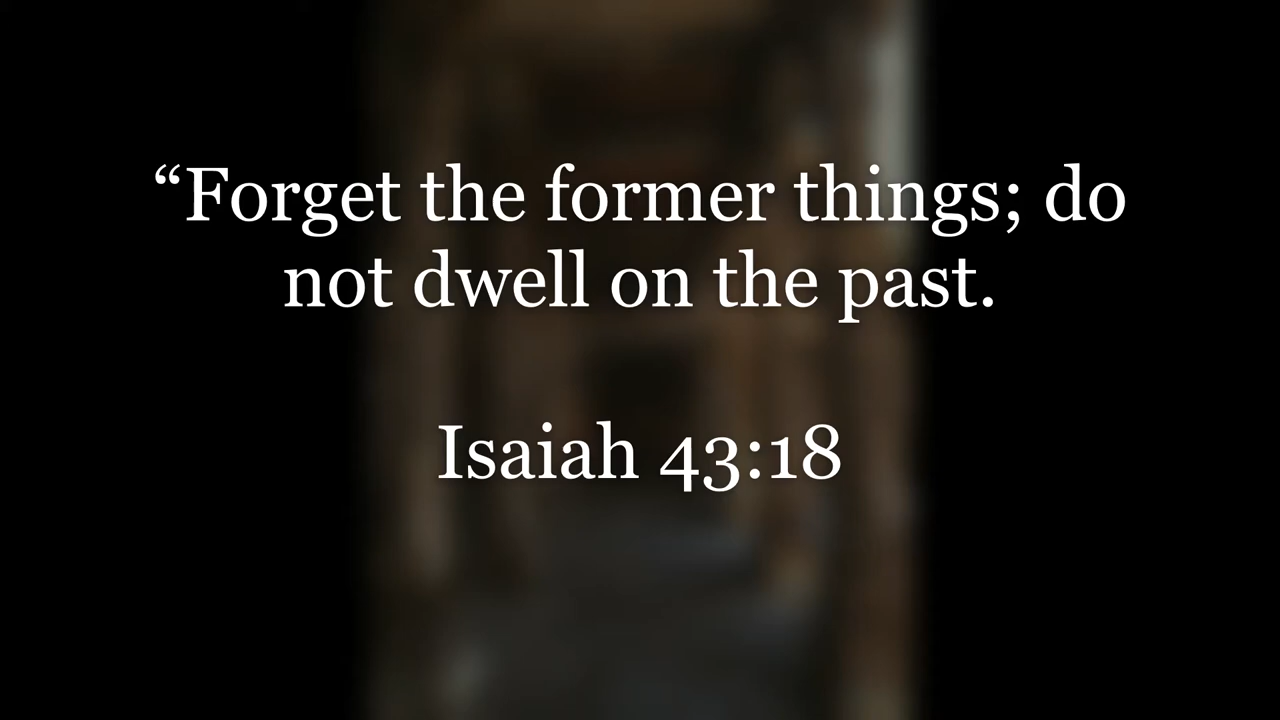 “Forget the former things; do
not dwell on the past.
Isaiah 43:18